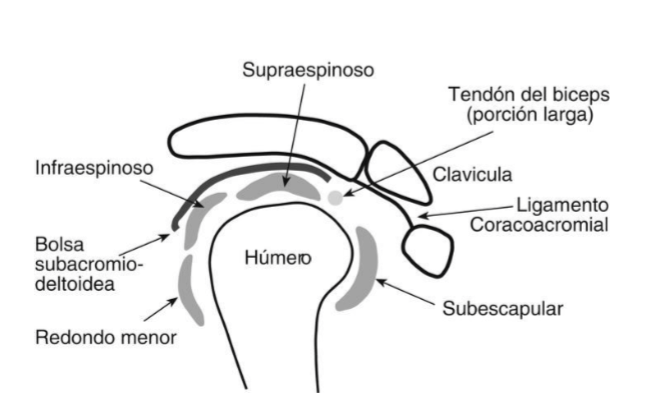 Supraespinoso
Tendón del biceps
(porción larga)
Infraespinoso
Clavicula
Ligamento
Coracoacromial
Bolsa
subacromio-
deltoidea
Húmero
Subescapular
Redondo menor